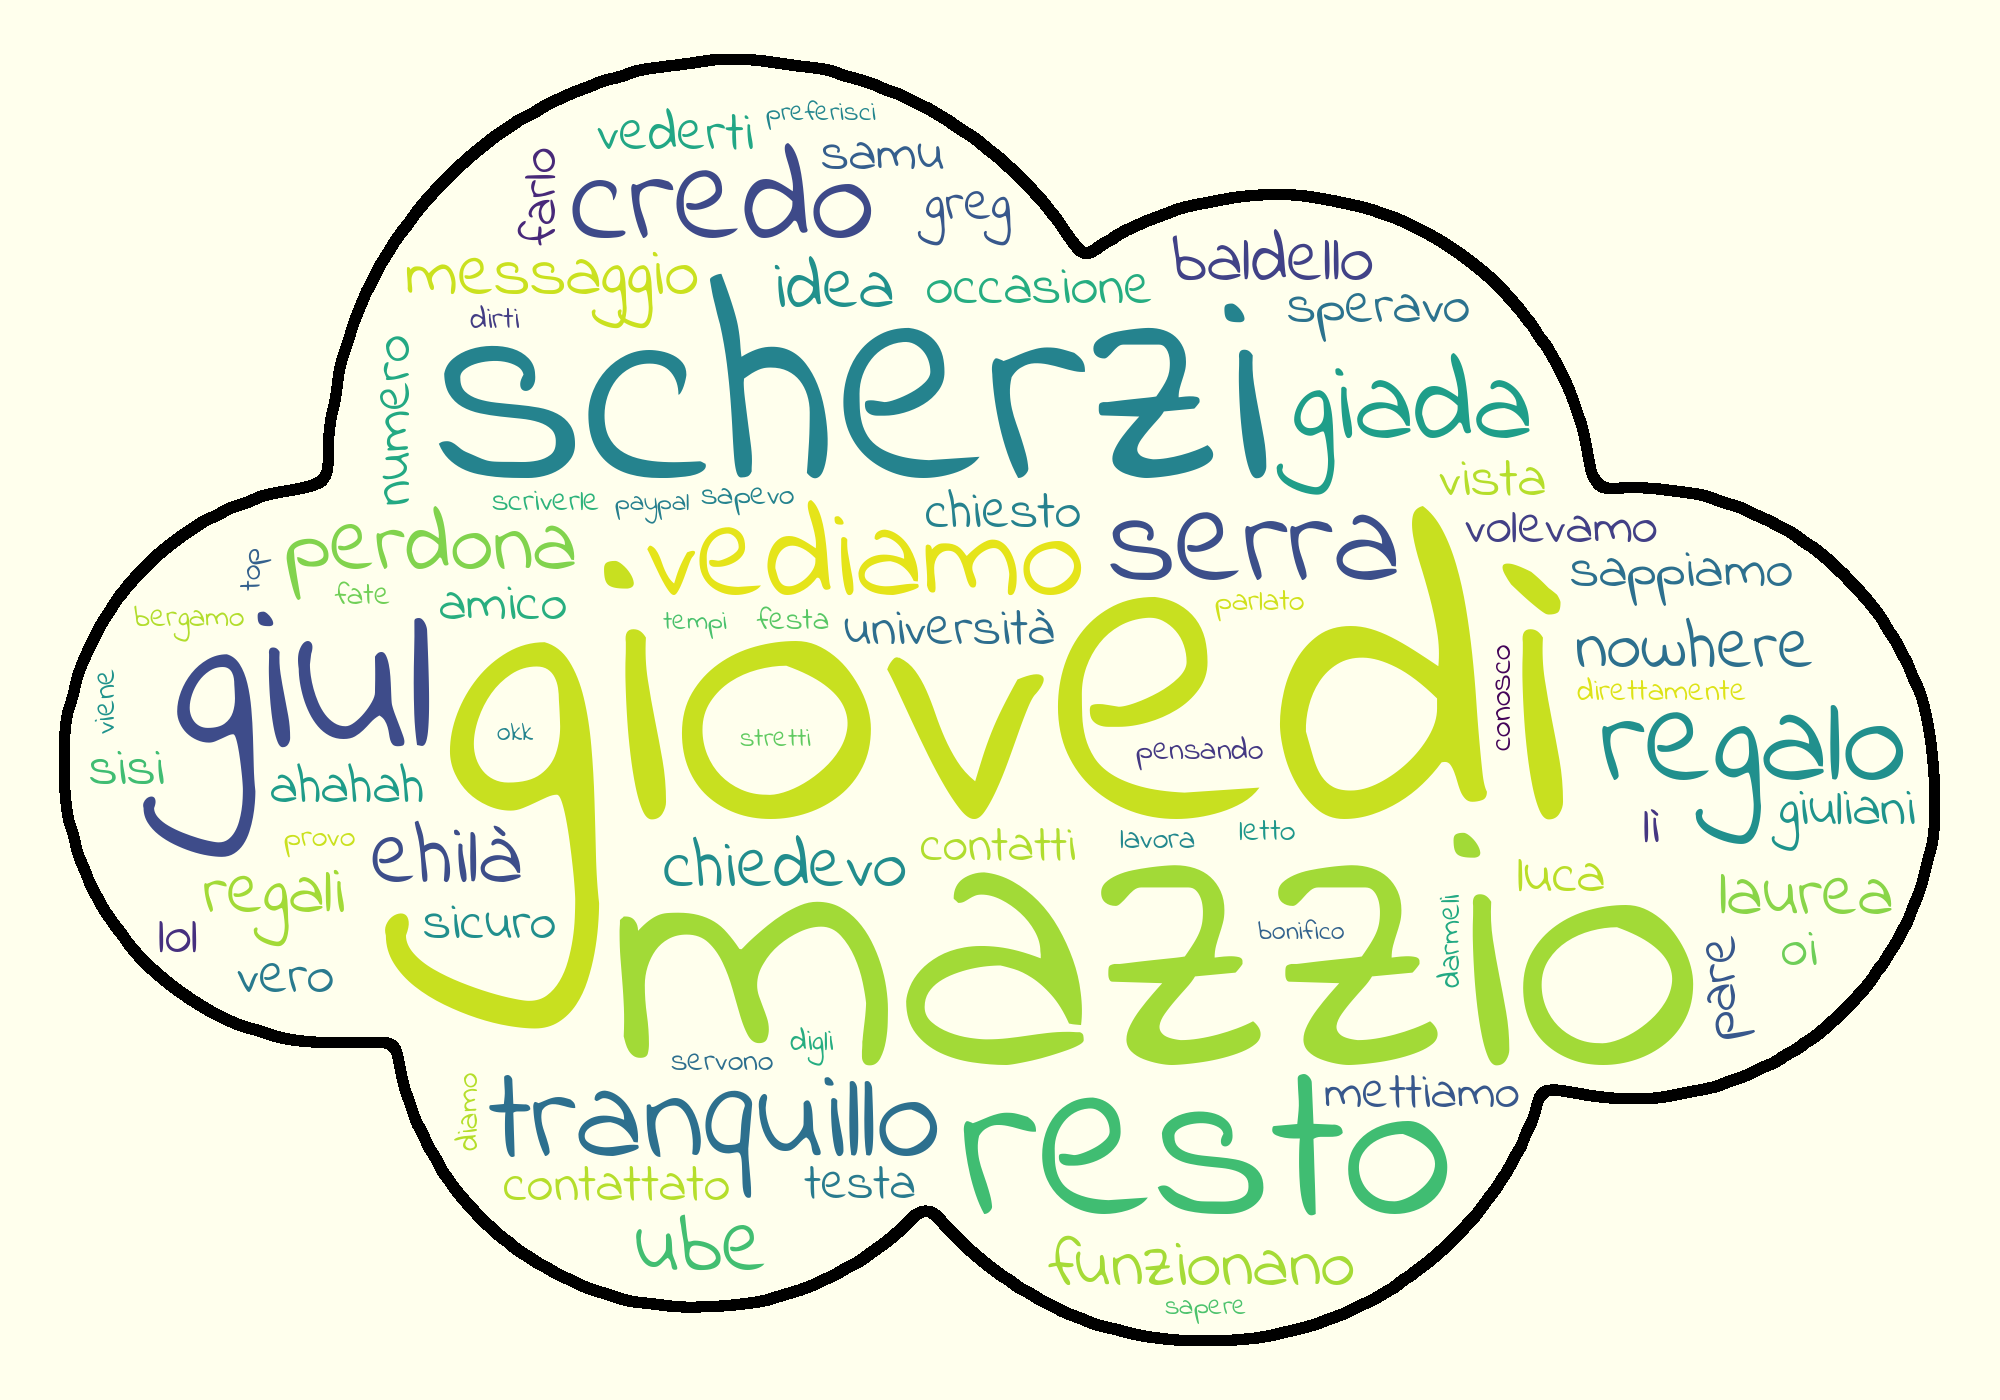 preferisci
vederti
samu
farlo
credo
greg
baldello
messaggio
idea
occasione
speravo
dirti
scherzi
numero
giada
vista
scriverle
paypal
sapevo
chiesto
perdona
vediamo
serra
volevamo
top
sappiamo
fate
amico
bergamo
tempi
festa
università
parlato
nowhere
giul
giovedì
conosco
direttamente
viene
okk
stretti
pensando
regalo
sisi
ahahah
giuliani
provo
ehilà
chiedevo
contatti
lavora
letto
lì
regali
sicuro
luca
laurea
lol
mazzio
bonifico
darmeli
oi
vero
pare
digli
servono
diamo
tranquillo
resto
mettiamo
contattato
testa
ube
funzionano
sapere